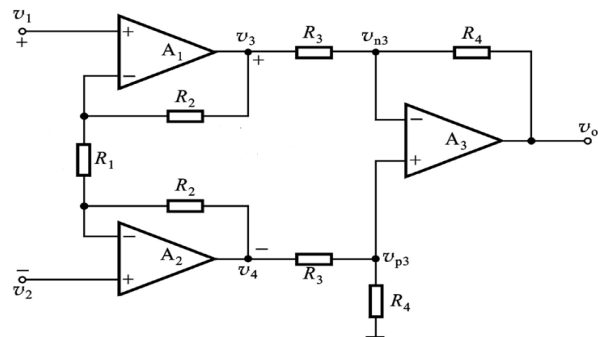 v1
+
+
A1
−
v3
+
R3
vn3
R4
R2
−
A3
+
vo
R1
R2
−
A2
+
−
v4
−
v2
R3
vp3
R4